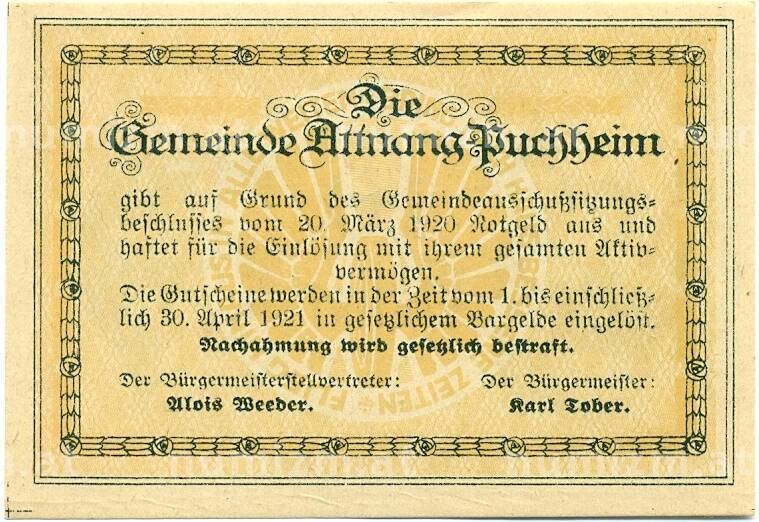 Die
Gemeinde Attnang-Puchheim
gibt auf Grund des Gemeindeausschußsitzungs-
beschlusses vom 20. März 1920 Notgeld aus und
haftet für die Einlösung mit ihrem gesamten Aktiv-
vermögen.
Die Gutscheine werden in der Zeit vom 1. bis einschließ-
lich 30. April 1921 in gesetzlichem Bargelde eingelöst.
Nachahmung wird gesetzlich bestraft.
Der Bürgermeisterstellvertreter: Der Bürgermeister:
Alois Weeder. Karl Tober.
ZEITEN